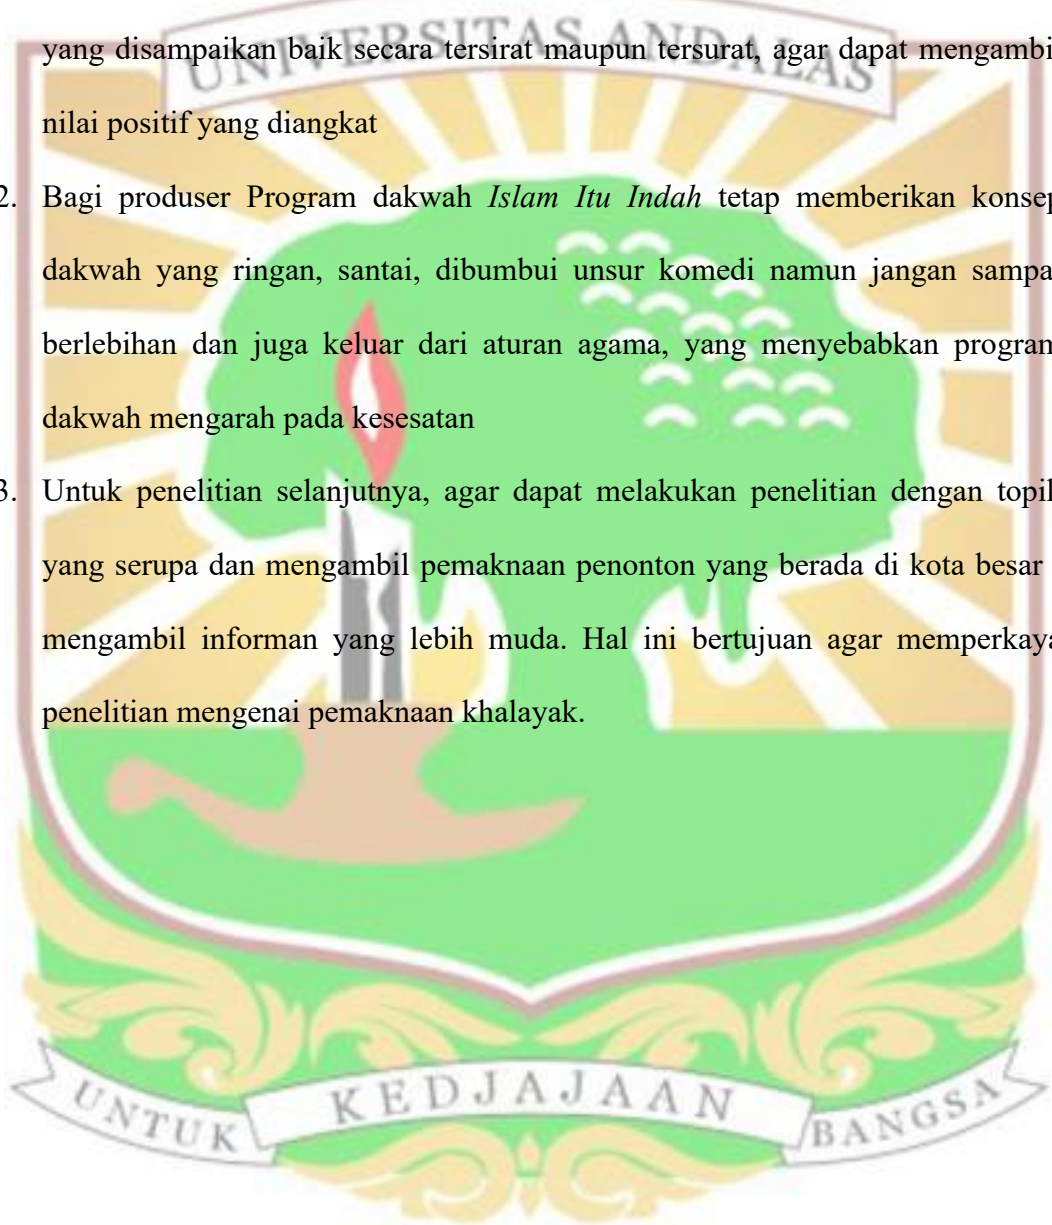 UNIVERSITAS ANDALAS
yang disampaikan baik secara tersirat maupun tersurat, agar dapat mengambi
nilai positif yang diangkat
2. Bagi produser Program dakwah Islam Itu Indah tetap memberikan konsep
dakwah yang ringan, santai, dibumbui unsur komedi namun jangan sampa
berlebihan dan juga keluar dari aturan agama, yang menyebabkan program
dakwah mengarah pada kesesatan
3. Untuk penelitian selanjutnya, agar dapat melakukan penelitian dengan topik
yang serupa dan mengambil pemaknaan penonton yang berada di kota besar
mengambil informan yang lebih muda. Hal ini bertujuan agar memperkaya
penelitian mengenai pemaknaan khalayak.
UNTUK KEDJAJAAN BANGSA